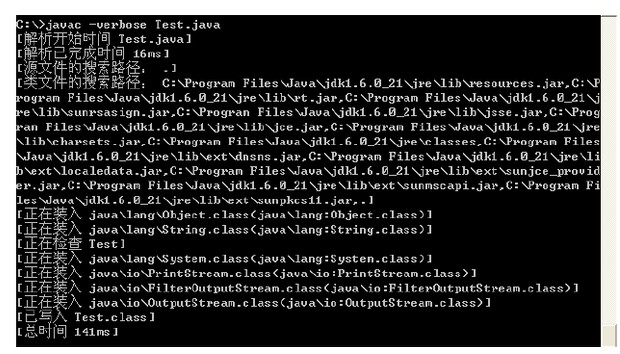 C:\>javac -verbose Test.java
[解析开始时间 Test.java]
[解析已完成时间 16ms]
[源文件的搜索路径： .]
[类文件的搜索路径： C:\Program Files\Java\jdk1.6.0_21\jre\lib\resources.jar,C:\P
rogram Files\Java\jdk1.6.0_21\jre\lib\rt.jar,C:\Program Files\Java\jdk1.6.0_21\j
re\lib\sunrsasign.jar,C:\Program Files\Java\jdk1.6.0_21\jre\lib\jsse.jar,C:\Prog
ram Files\Java\jdk1.6.0_21\jre\lib\jce.jar,C:\Program Files\Java\jdk1.6.0_21\jre
\lib\charsets.jar,C:\Program Files\Java\jdk1.6.0_21\jre\classes,C:\Program Files
\Java\jdk1.6.0_21\jre\lib\ext\dnsns.jar,C:\Program Files\Java\jdk1.6.0_21\jre\li
b\ext\localedata.jar,C:\Program Files\Java\jdk1.6.0_21\jre\lib\ext\sunjce_provid
er.jar,C:\Program Files\Java\jdk1.6.0_21\jre\lib\ext\sunmscapi.jar,C:\Program Fi
les\Java\jdk1.6.0_21\jre\lib\ext\sunpkcs11.jar,.]
[正在装入 java\lang\Object.class(java\lang:Object.class)]
[正在装入 java\lang\String.class(java\lang:String.class)]
[正在检查 Test]
[正在装入 java\lang\System.class(java\lang:System.class)]
[正在装入 java\io\PrintStream.class(java\io:PrintStream.class)]
[正在装入 java\io\FilterOutputStream.class(java\io:FilterOutputStream.class)]
[正在装入 java\io\OutputStream.class(java\io:OutputStream.class)]
[已写入 Test.class]
[总时间 141ms]